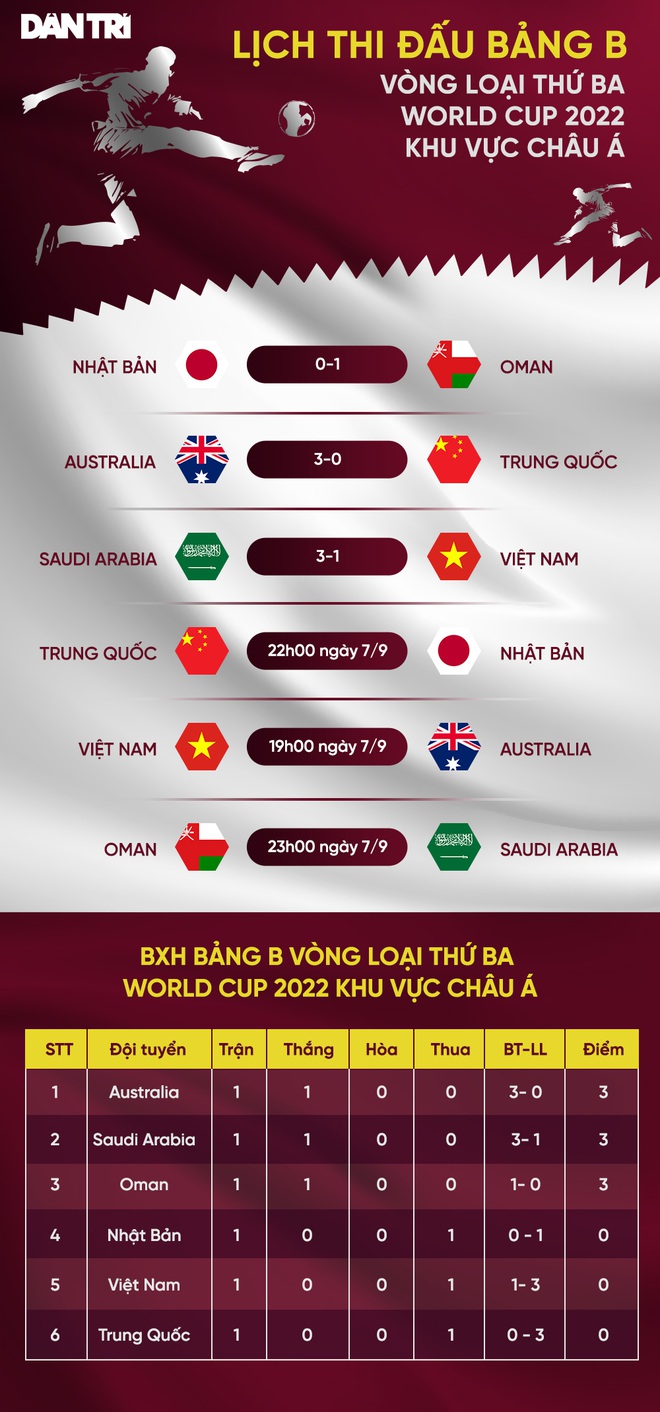 DÂN TRÍ
LỊCH THI ĐẤU BẢNG B
VÒNG LOẠI THỨ BA
WORLD CUP 2022
KHU VỰC CHÂU Á
NHẬT BẢN 0-1 OMAN
AUSTRALIA 3-0 TRUNG QUỐC
SAUDI ARABIA 3-1 VIỆT NAM
TRUNG QUỐC 22h00 ngày 7/9 NHẬT BẢN
VIỆT NAM 19h00 ngày 7/9 AUSTRALIA
OMAN 23h00 ngày 7/9 SAUDI ARABIA
BXH BẢNG B VÒNG LOẠI THỨ BA
WORLD CUP 2022 KHU VỰC CHÂU Á
STT Đội tuyển Trận Thắng Hòa Thua BT-LL Điểm
1 Australia 1 1 0 0 3- 0 3
2 Saudi Arabia 1 1 0 0 3- 1 3
3 Oman 1 1 0 0 1- 0 3
4 Nhật Bản 1 0 0 1 0 - 1 0
5 Việt Nam 1 0 0 1 1- 3 0
6 Trung Quốc 1 0 0 1 0 - 3 0